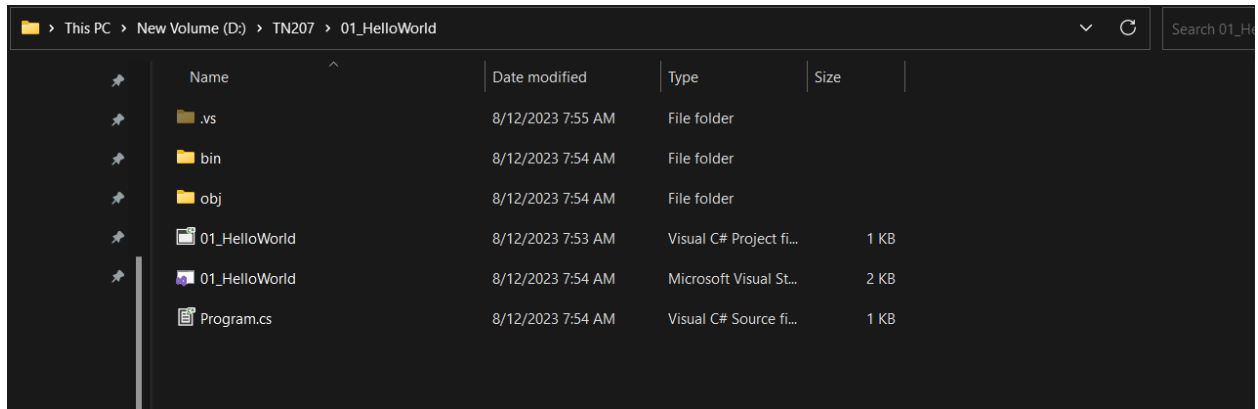 This PC > New Volume (D:) > TN207 > 01_HelloWorld Search 01_He
Name Date modified Type Size
.vs 8/12/2023 7:55 AM File folder
bin 8/12/2023 7:54 AM File folder
obj 8/12/2023 7:54 AM File folder
01_HelloWorld 8/12/2023 7:53 AM Visual C# Project fi... 1 KB
01_HelloWorld 8/12/2023 7:54 AM Microsoft Visual St... 2 KB
Program.cs 8/12/2023 7:54 AM Visual C# Source fi... 1 KB